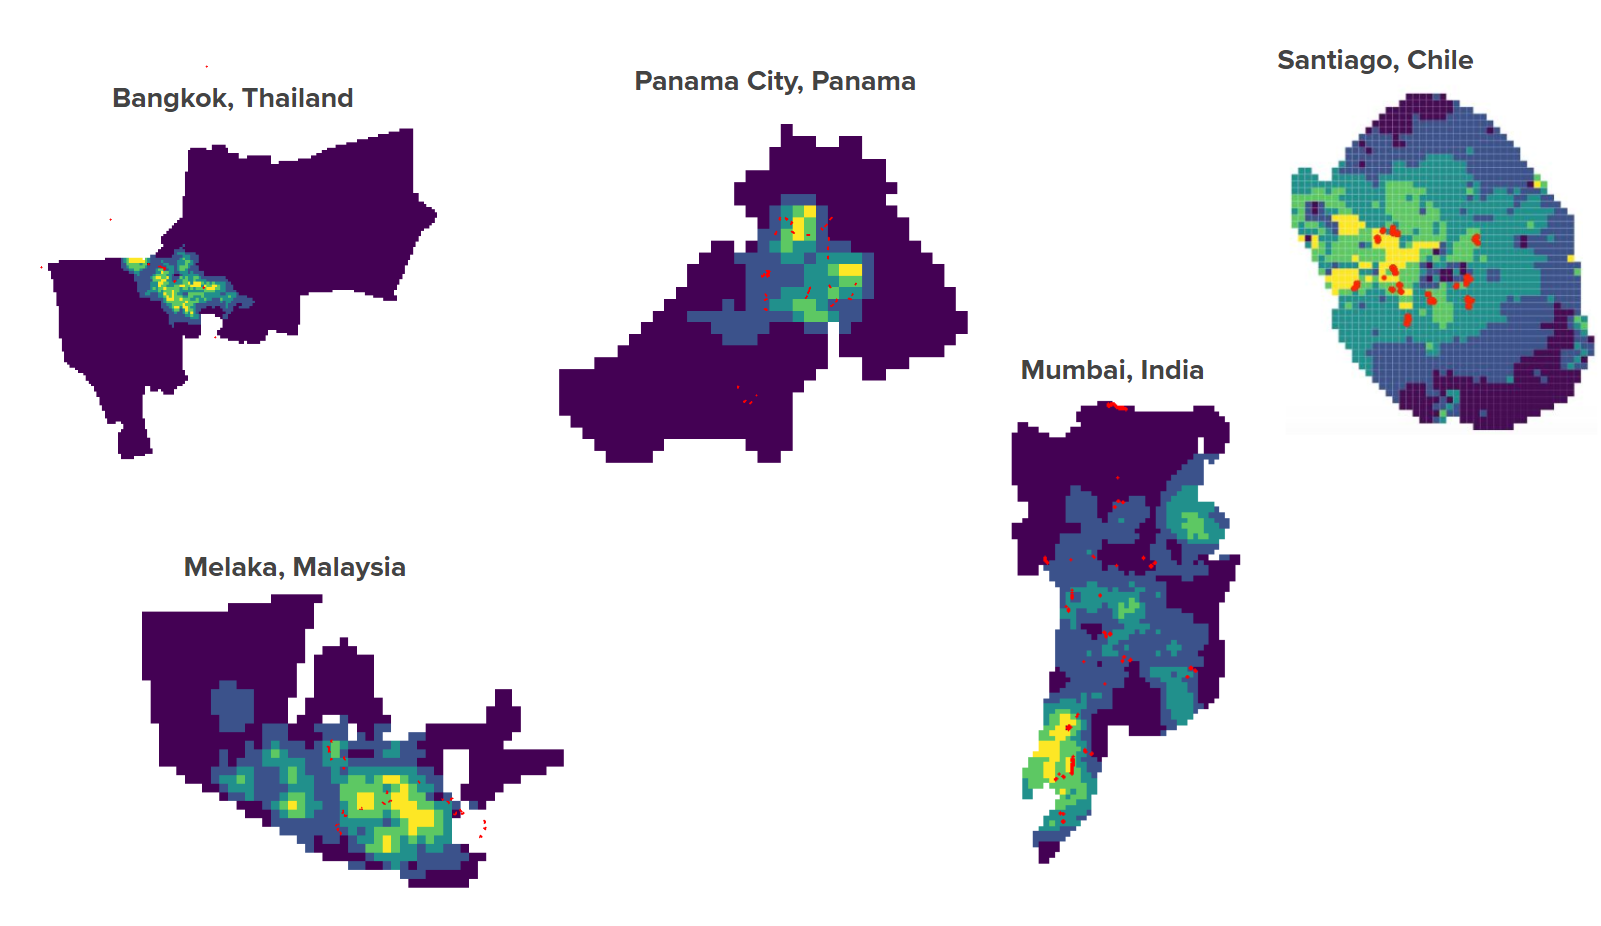 Santiago, Chile
Panama City, Panama
Bangkok, Thailand
Mumbai, India
Melaka, Malaysia